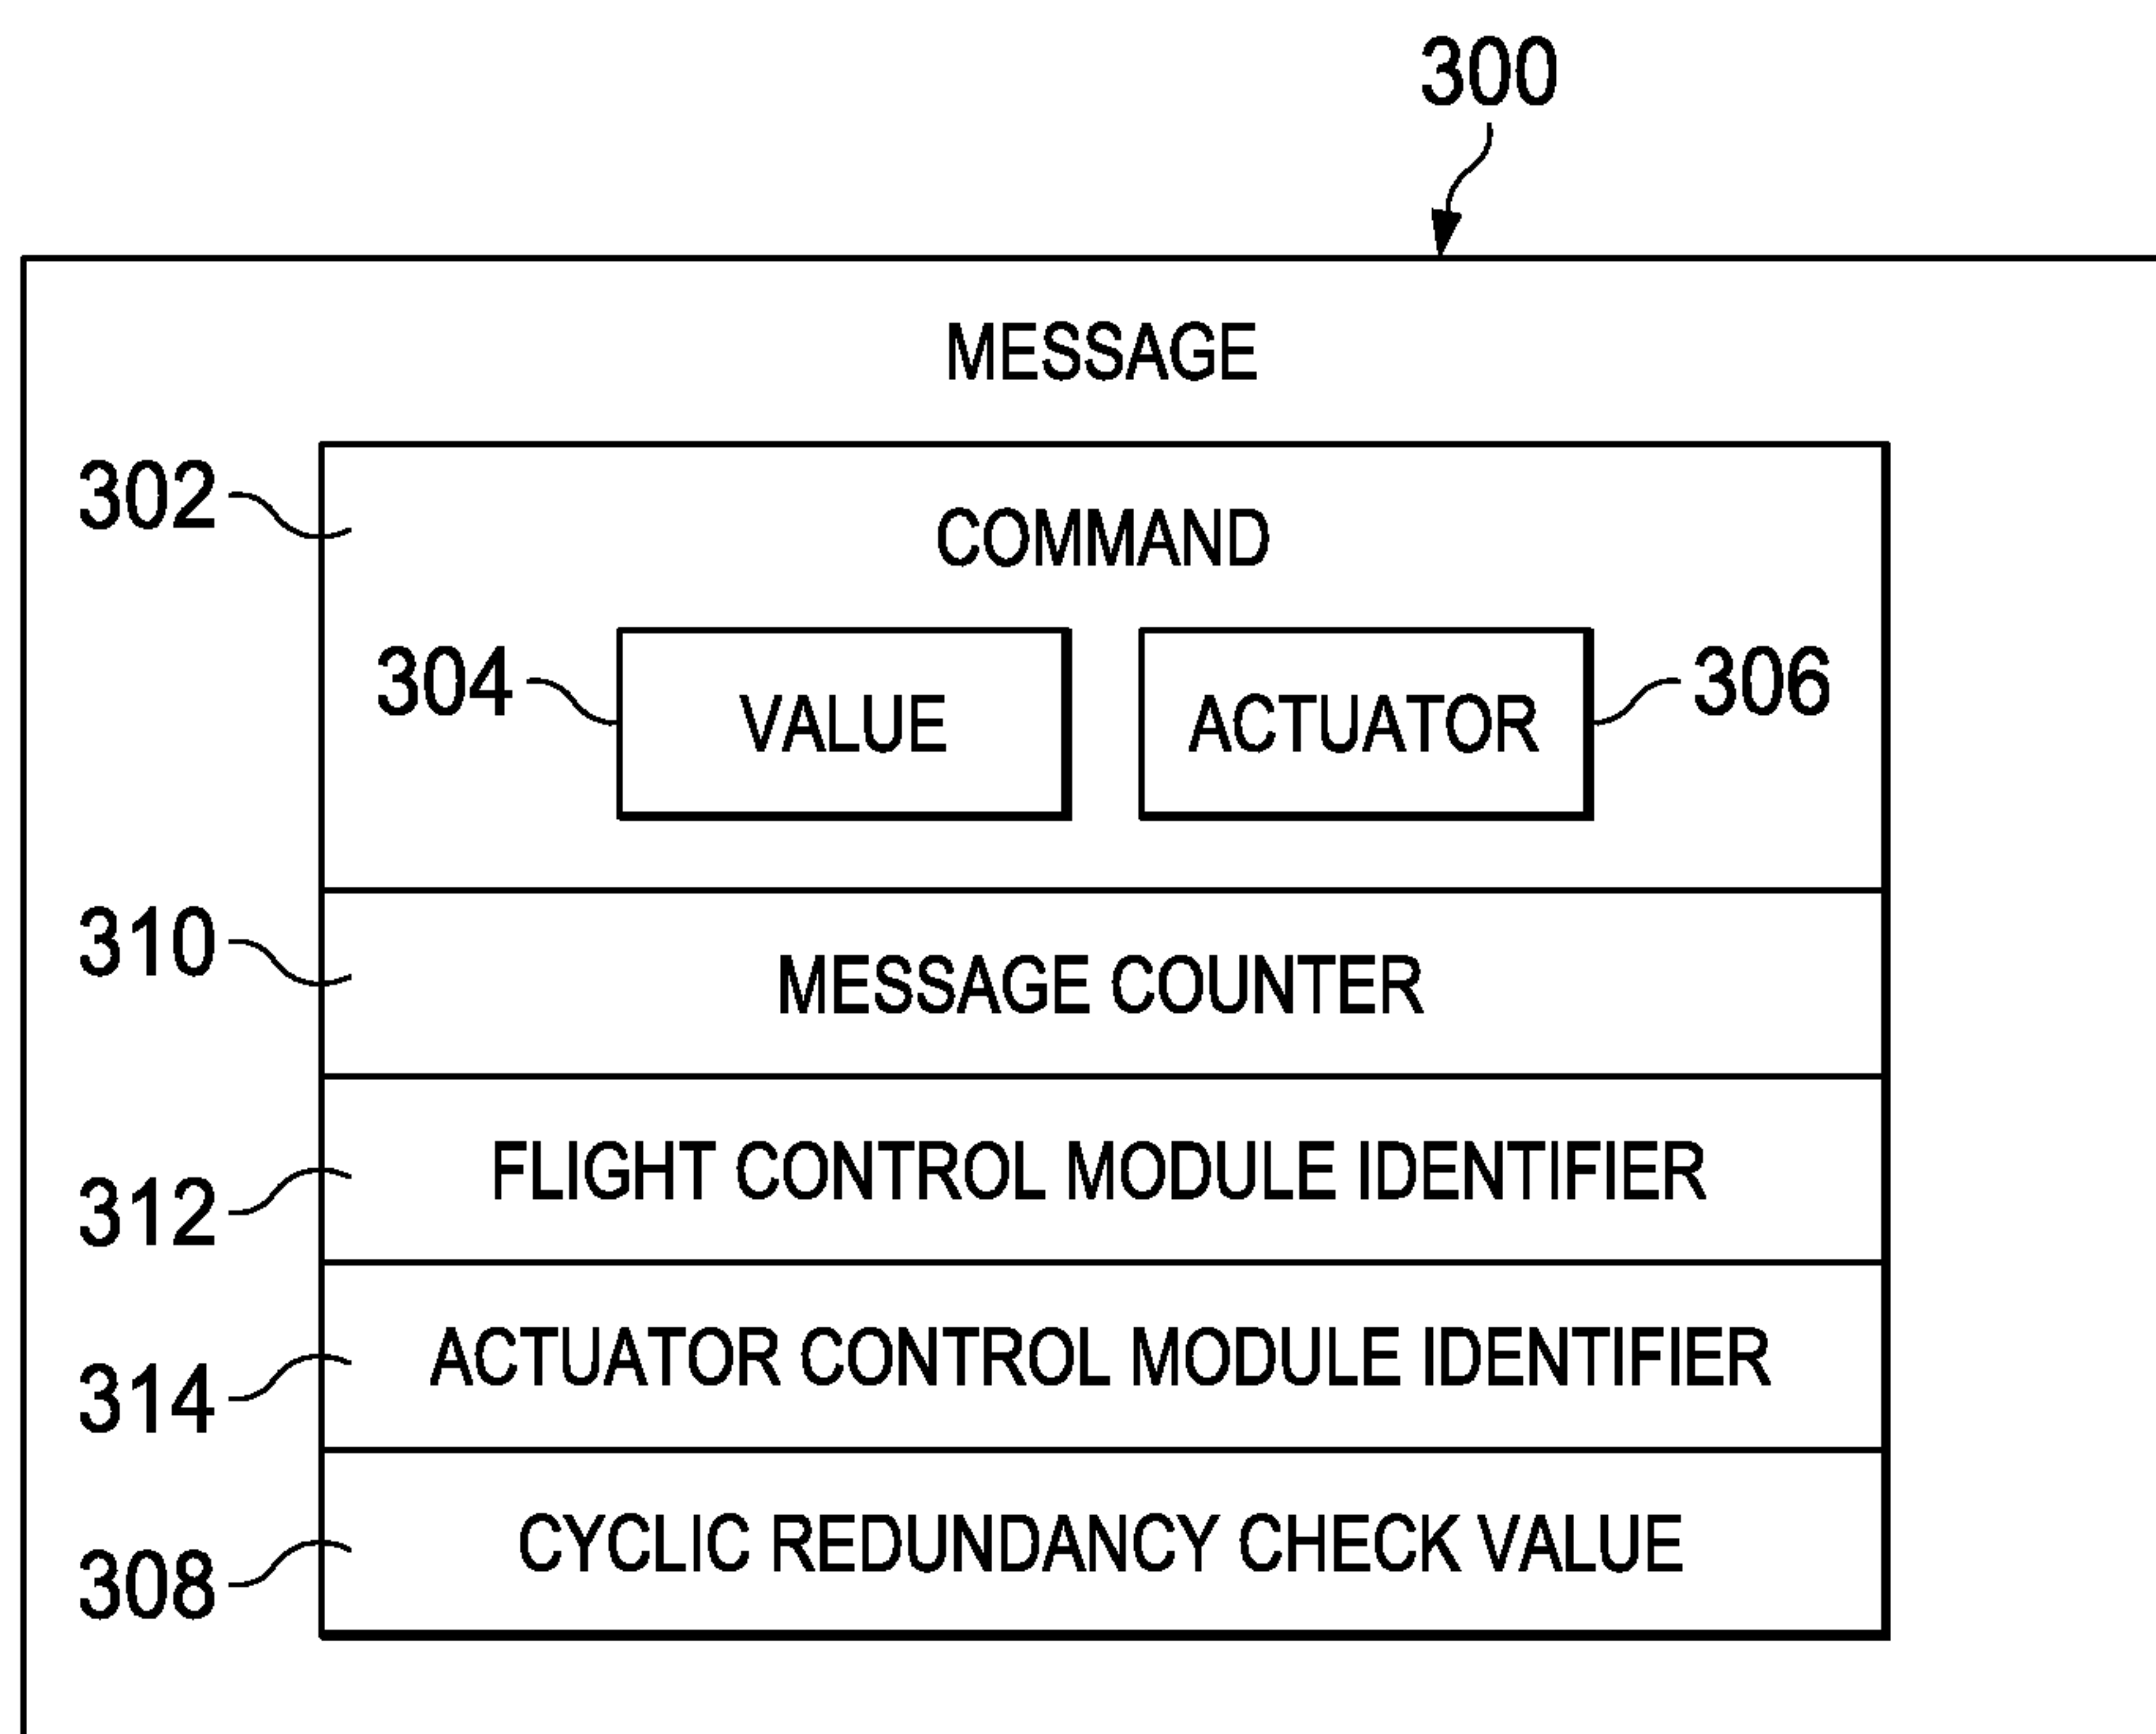 300
MESSAGE
302
COMMAND
304 VALUE ACTUATOR 306
310
MESSAGE COUNTER
312 FLIGHT CONTROL MODULE IDENTIFIER
314 ACTUATOR CONTROL MODULE IDENTIFIER
308 CYCLIC REDUNDANCY CHECK VALUE